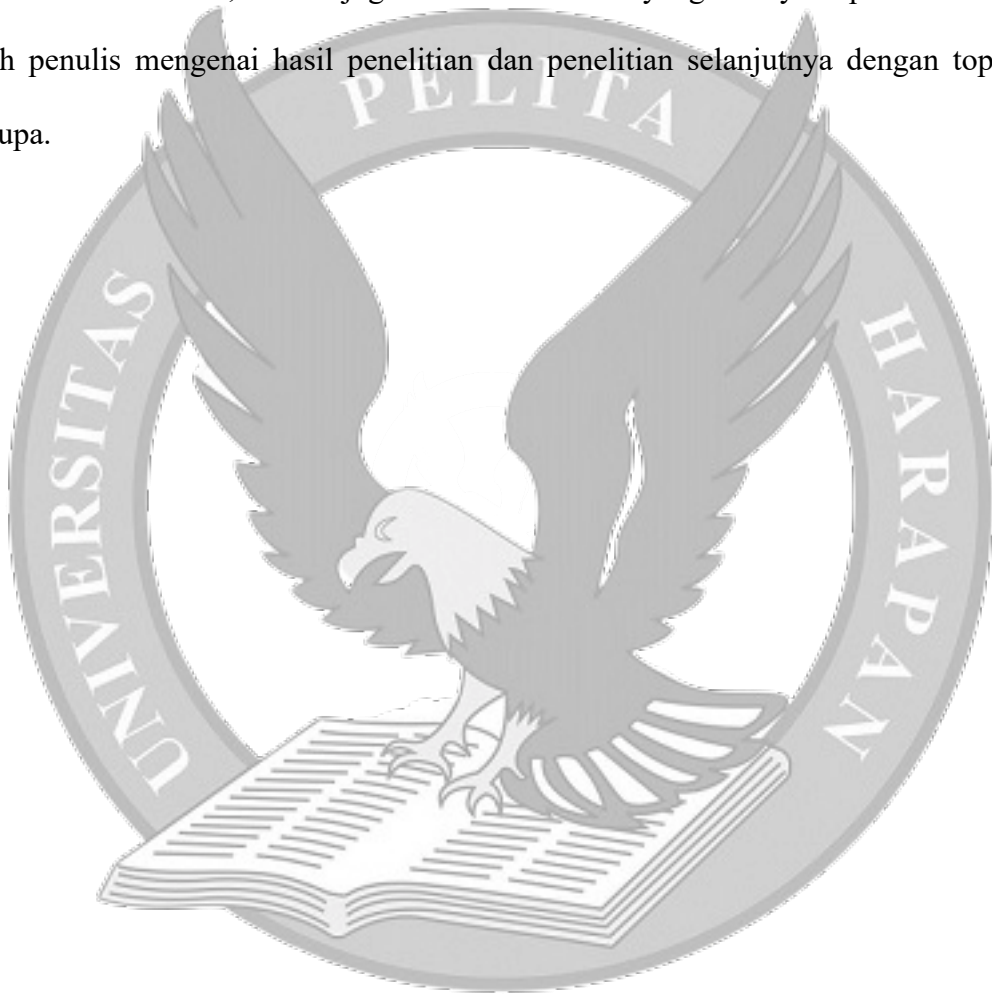 h penulis mengenai hasil penelitian dan penelitian selanjutnya dengan top
upa.
UNIVERSITAS PELITA HARAPAN